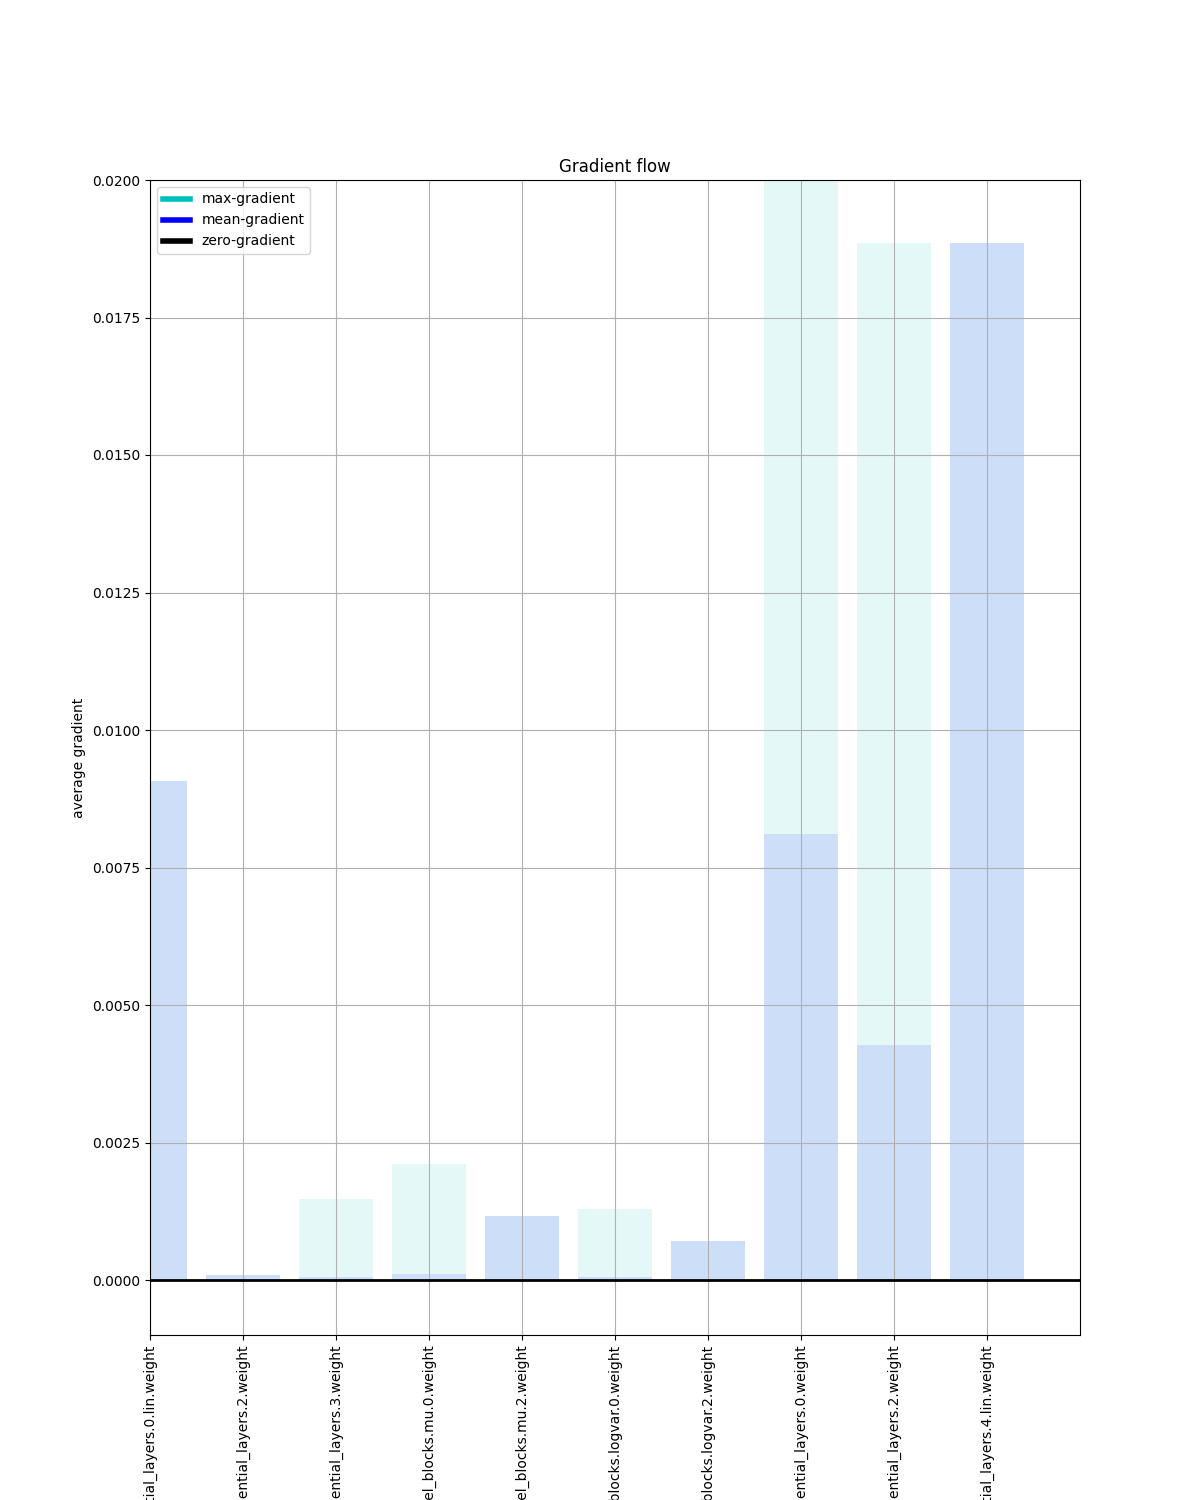 Gradient flow
max-gradient
mean-gradient
zero-gradient
0.0200
0.0175
0.0150
0.0125
0.0100
0.0075
0.0050
0.0025
0.0000
average gradient
tial_layers.0.lin.weight
ential_layers.2.weight
ential_layers.3.weight
el_blocks.mu.0.weight
el_blocks.mu.2.weight
blocks.logvar.0.weight
blocks.logvar.2.weight
ential_layers.0.weight
ential_layers.2.weight
tial_layers.4.lin.weight